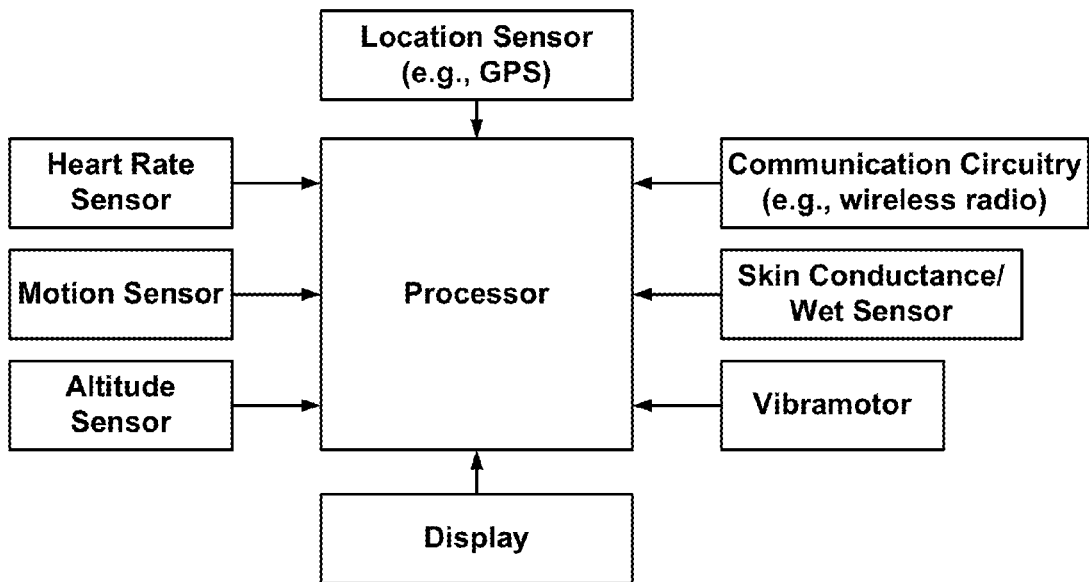 Location Sensor
(e.g., GPS)
Heart Rate
Sensor
Communication Circuitry
(e.g., wireless radio)
Motion Sensor
Processor
Skin Conductance/
Wet Sensor
Altitude
Sensor
Vibramotor
Display